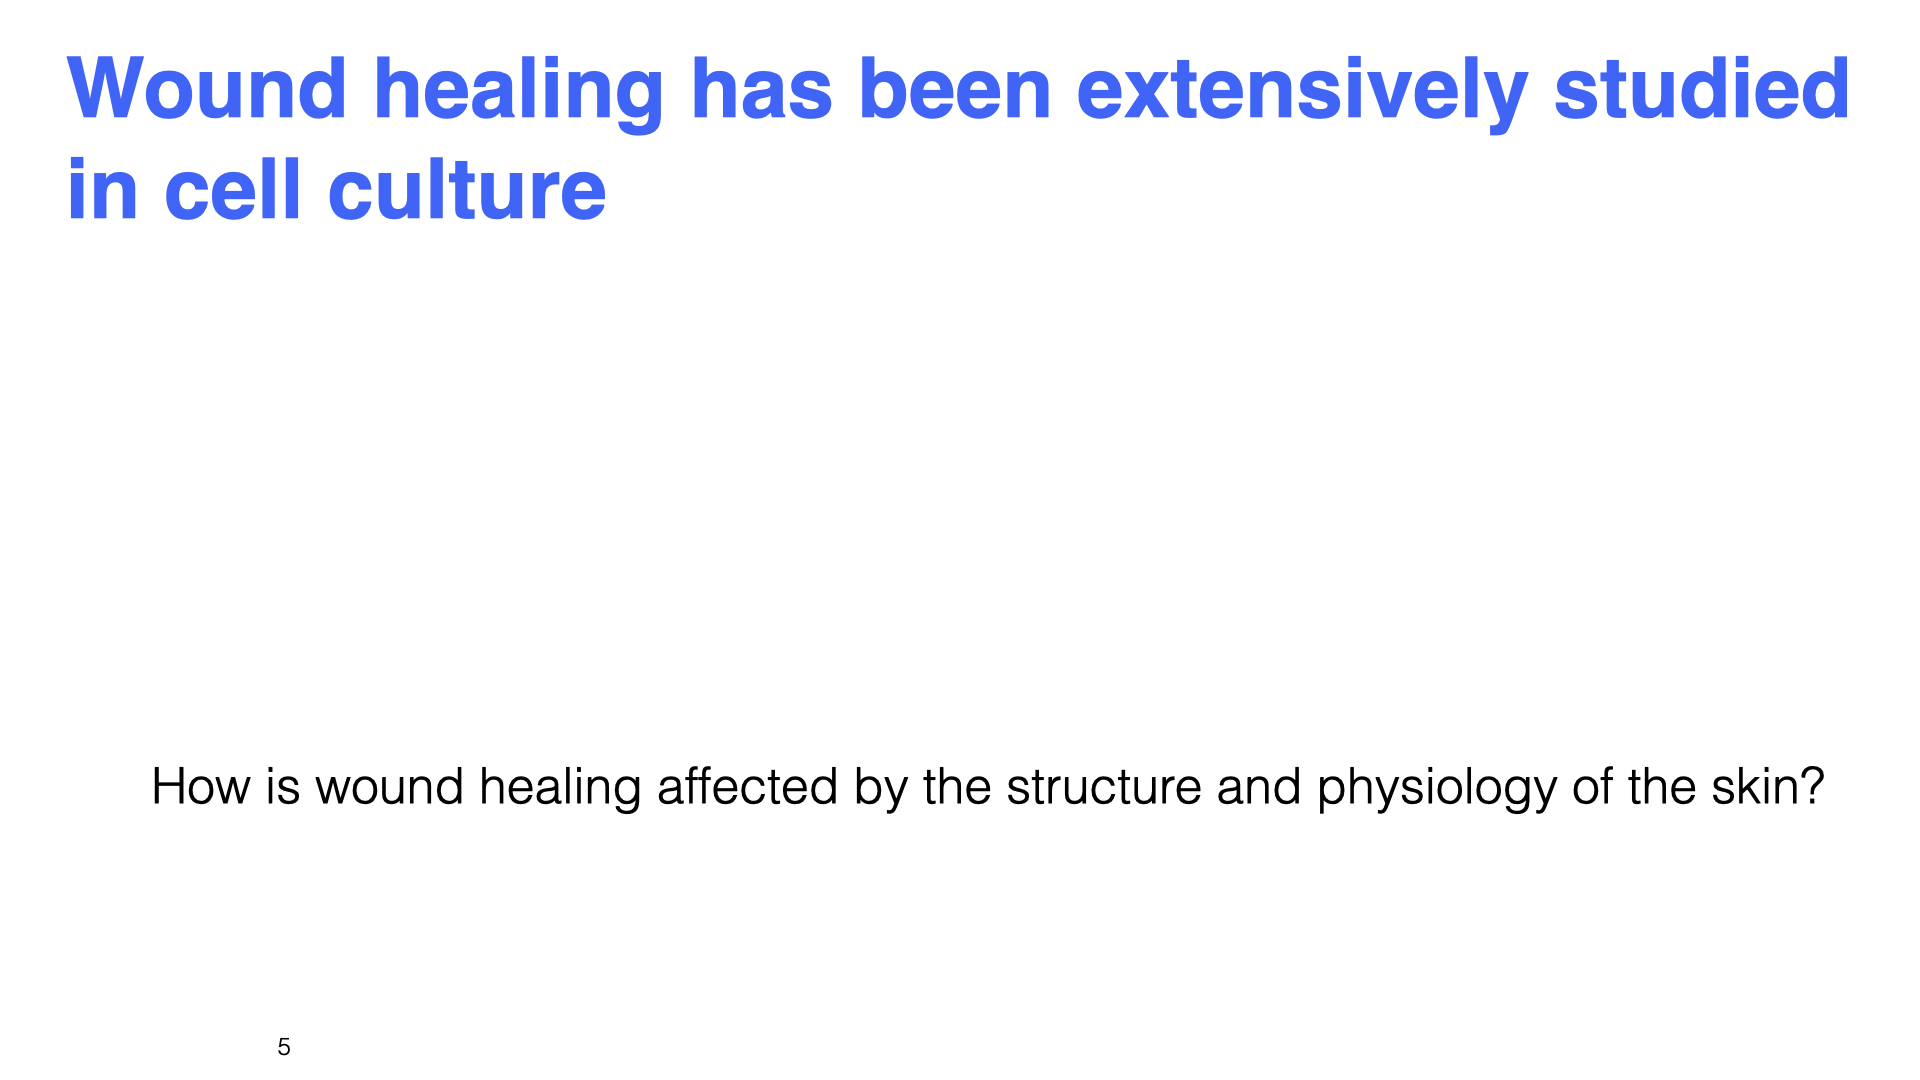 Wound healing has been extensively studied
in cell culture
How is wound healing affected by the structure and physiology of the skin?
5